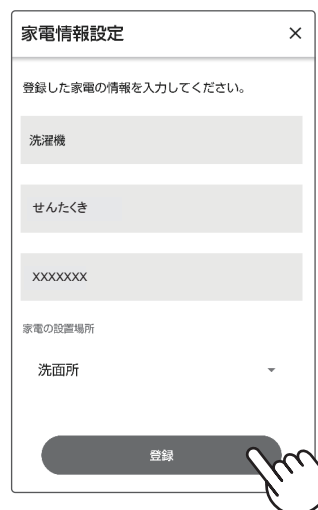 家電情報設定 ×
登録した家電の情報を入力してください。
洗濯機
せんたくき
XXXXXXX
家電の設置場所
洗面所
登録